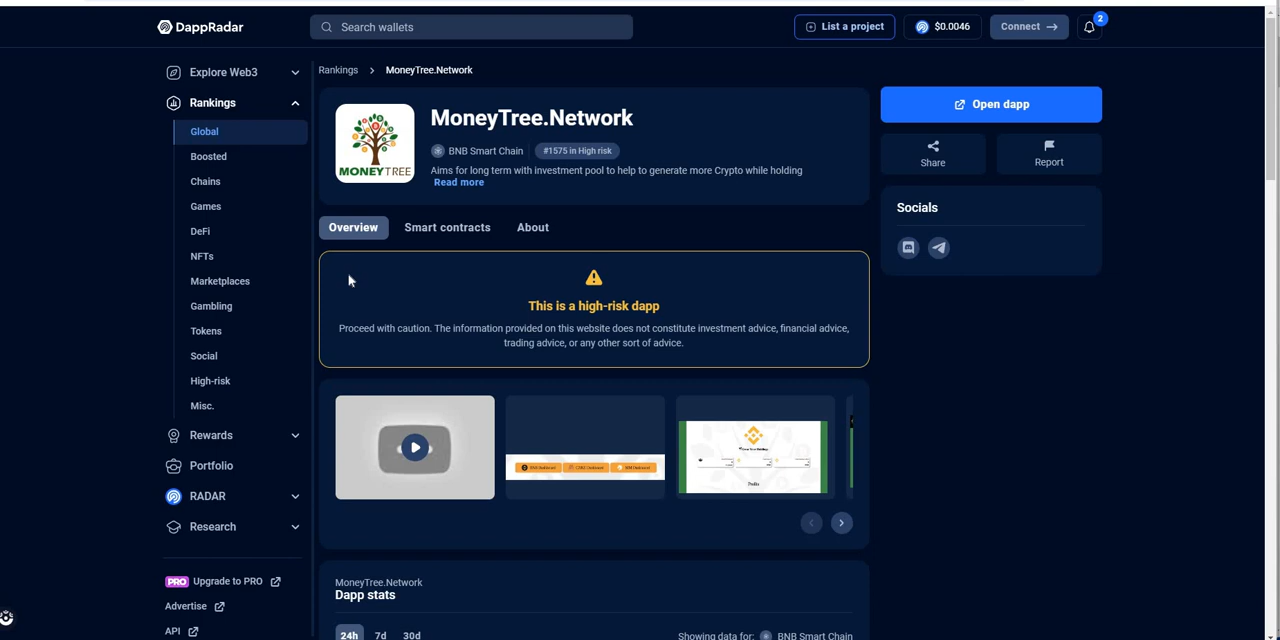 DappRadar
Search wallets
List a project
$0.0046
Connect
2
Explore Web3
Rankings
Global
Boosted
Chains
Games
DeFi
NFTs
Marketplaces
Gambling
Tokens
Social
High-risk
Misc.
Rewards
Portfolio
RADAR
Research
PRO Upgrade to PRO
Advertise
API
Rankings > MoneyTree.Network
MONEYTREE
MoneyTree.Network
BNB Smart Chain #1575 in High risk
Aims for long term with investment pool to help to generate more Crypto while holding
Read more
Overview Smart contracts About
This is a high-risk dapp
Proceed with caution. The information provided on this website does not constitute investment advice, financial advice,
trading advice, or any other sort of advice.
MoneyTree.Network
Dapp stats
24h 7d 30d
Showing data for: BNB Smart Chain
Open dapp
Share
Report
Socials